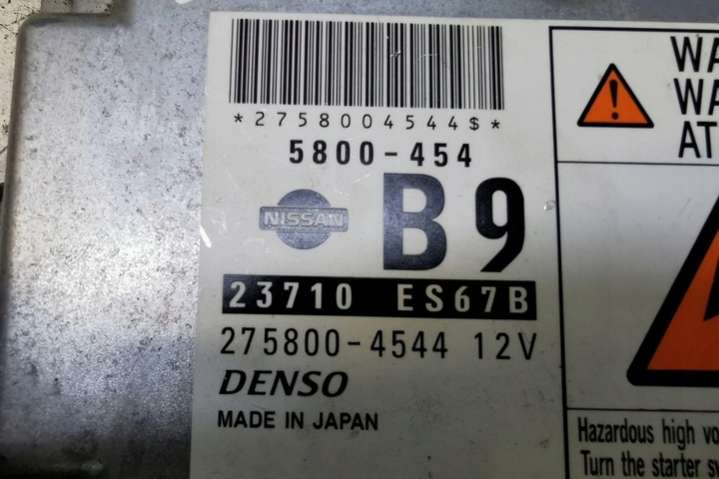 *2758004544$*
5800-454
NISSAN
B9
23710 ES67B
275800-4544 12V
DENSO
MADE IN JAPAN
AT
Hazardous high
Turn the starter